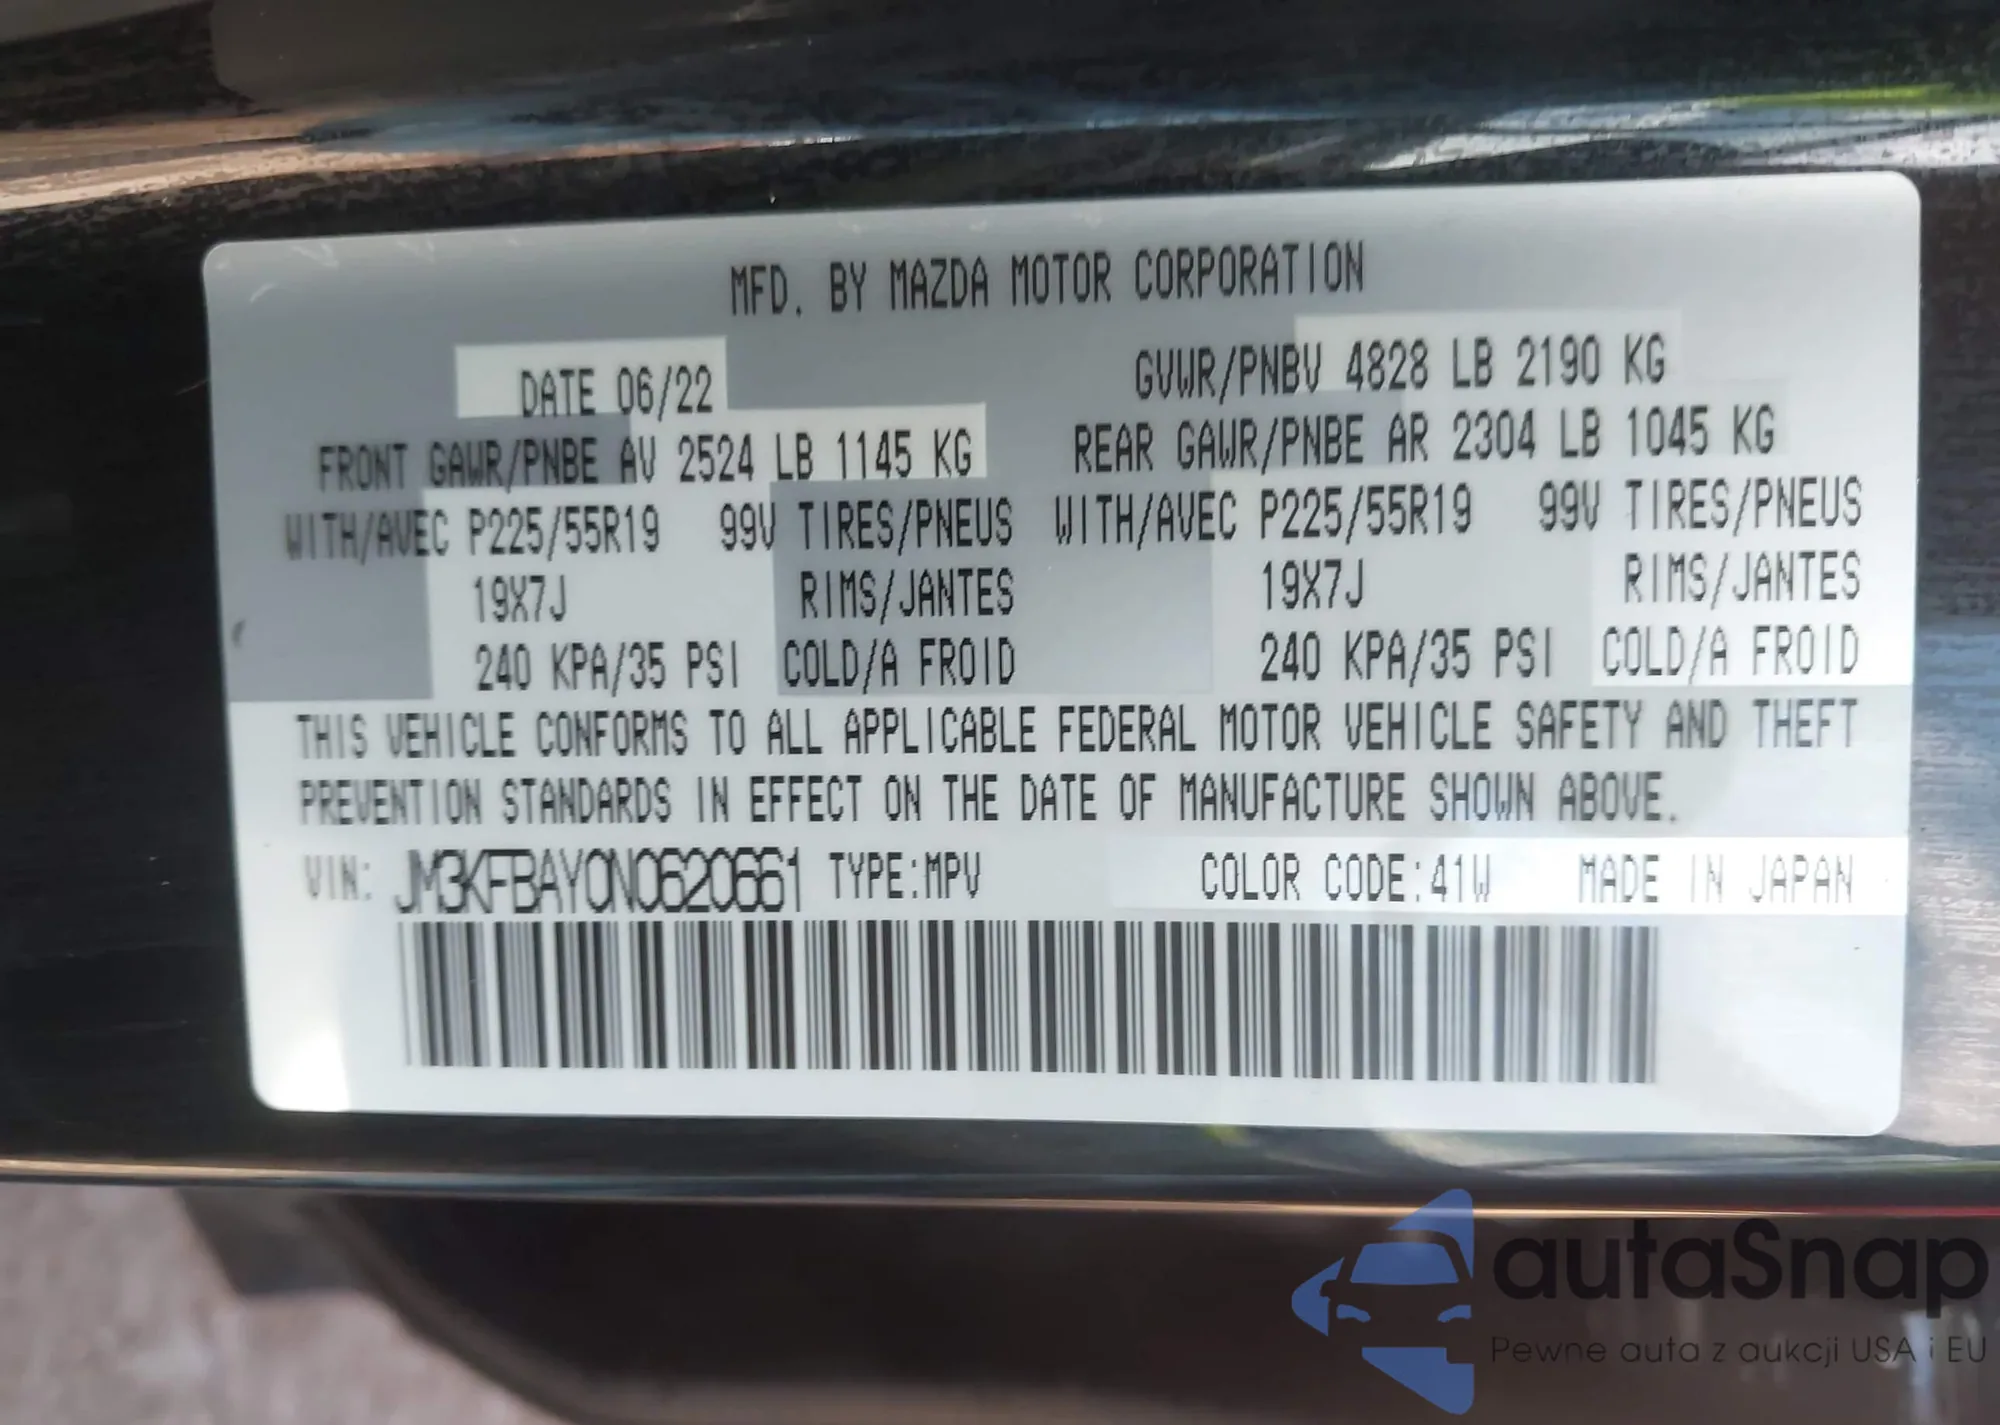 MFD. BY MAZDA MOTOR CORPORATION
DATE 06/22 GVWR/PNBV 4828 LB 2190 KG
FRONT GAWR/PNBE AV 2524 LB 1145 KG REAR GAWR/PNBE AR 2304 LB 1045 KG
WITH/AVEC P225/55R19 99V TIRES/PNEUS WITH/AVEC P225/55R19 99V TIRES/PNEUS
19X7J RIMS/JANTES 19X7J RIMS/JANTES
240 KPA/35 PSI COLD/A FROID 240 KPA/35 PSI COLD/A FROID
THIS VEHICLE CONFORMS TO ALL APPLICABLE FEDERAL MOTOR VEHICLE SAFETY AND THEFT
PREVENTION STANDARDS IN EFFECT ON THE DATE OF MANUFACTURE SHOWN ABOVE.
VIN: JM3KFBAY0N0620661 TYPE:MPV COLOR CODE:41W MADE IN JAPAN
autaSnap
Pewne auta z aukcji USA i EU